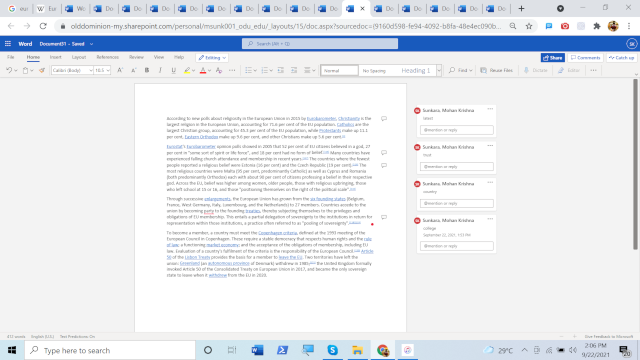 olddominion-my.sharepoint.com/personal/msunk001_odu_edu/_layouts/15/doc.aspx?sourcedoc=
Word Document31 - Saved
Search (Alt + Q)
File Home Insert Layout References Review View Help Editing Share Comments Catch up
Calibri (Body) 10.5 Normal No Spacing Heading 1 Find Reuse Files Dictate Editor
According to new polls about religiosity in the European Union in 2015 by Eurobarometer, Christianity is the
largest religion in the European Union, accounting for 71.6 per cent of the EU population. Catholics are the
largest Christian group, accounting for 45.3 per cent of the EU population, while Protestants make up 11.1
per cent, Eastern Orthodox make up 9.6 per cent, and other Christians make up 5.6 per cent.
Eurostat's Eurobarometer opinion polls showed in 2005 that 52 per cent of EU citizens believed in a god, 27
per cent in "some sort of spirit or life force", and 18 per cent had no form of belief. Many countries have
experienced falling church attendance and membership in recent years. The countries where the fewest
people reported a religious belief were Estonia (16 per cent) and the Czech Republic (19 per cent). The
most religious countries were Malta (95 per cent, predominantly Catholic) as well as Cyprus and Romania
(both predominantly Orthodox) each with about 90 per cent of citizens professing a belief in their respective
god. Across the EU, belief was higher among women, older people, those with religious upbringing, those
who left school at 15 or 16, and those "positioning themselves on the right of the political scale".
Through successive enlargements, the European Union has grown from the six founding states (Belgium,
France, West Germany, Italy, Luxembourg, and the Netherlands) to 27 members. Countries accede to the
union by becoming party to the founding treaties, thereby subjecting themselves to the privileges and
obligations of EU membership. This entails a partial delegation of sovereignty to the institutions in return for
representation within those institutions, a practice often referred to as "pooling of sovereignty".
To become a member, a country must meet the Copenhagen criteria, defined at the 1993 meeting of the
European Council in Copenhagen. These require a stable democracy that respects human rights and the rule
of law; a functioning market economy; and the acceptance of the obligations of membership, including EU
law. Evaluation of a country's fulfilment of the criteria is the responsibility of the European Council. Article
50 of the Lisbon Treaty provides the basis for a member to leave the EU. Two territories have left the
union: Greenland (an autonomous province of Denmark) withdrew in 1985; the United Kingdom formally
invoked Article 50 of the Consolidated Treaty on European Union in 2017, and became the only sovereign
state to leave when it withdrew from the EU in 2020.
Sunkara, Mohan Krishna
@mention or reply
Sunkara, Mohan Krishna
trust
@mention or reply
Sunkara, Mohan Krishna
country
@mention or reply
Sunkara, Mohan Krishna
college
@mention or reply
English (U.S.) Text Predictions: On
Give Feedback to Microsoft
Type here to search
29°C
2:06 PM
9/22/2021